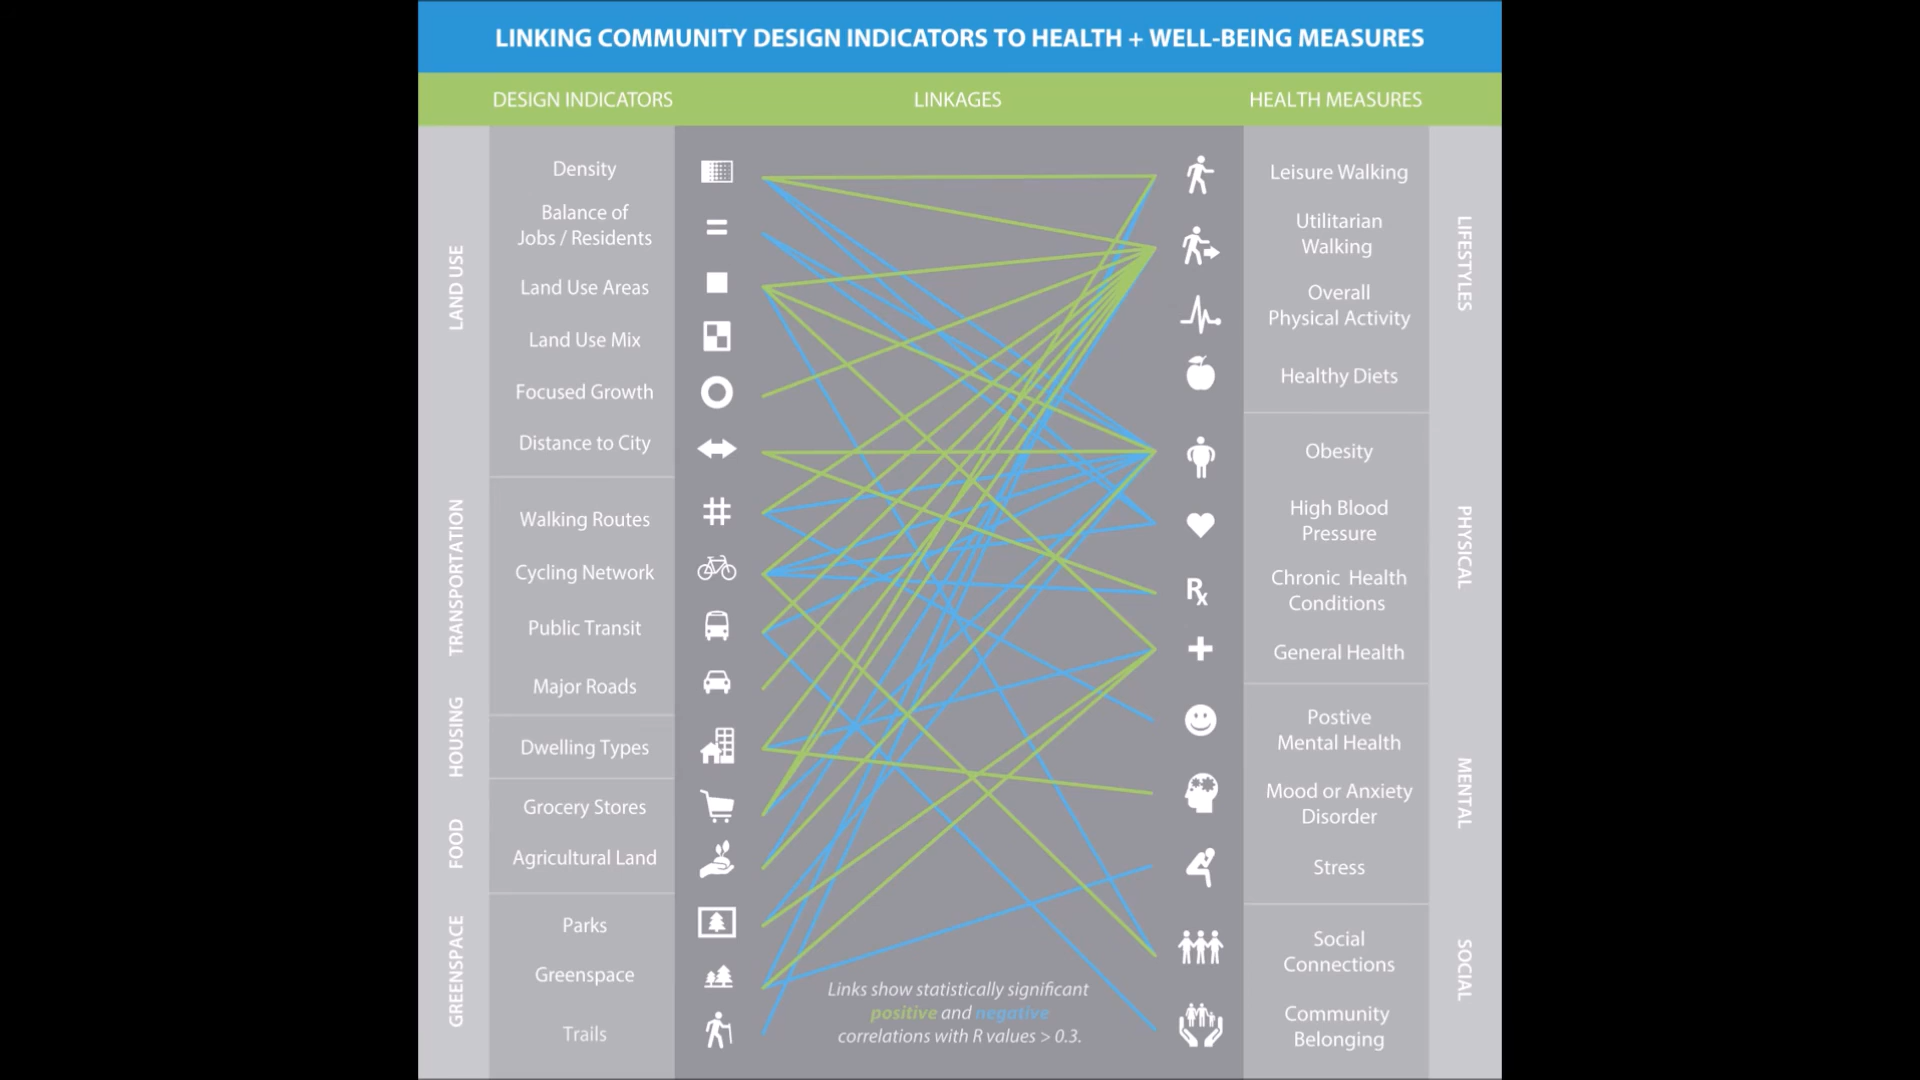 LINKING COMMUNITY DESIGN INDICATORS TO HEALTH + WELL-BEING MEASURES
DESIGN INDICATORS
LINKAGES
HEALTH MEASURES
LAND USE
Density
Balance of
Jobs / Residents
Land Use Areas
Land Use Mix
Focused Growth
Distance to City
TRANSPORTATION
Walking Routes
Cycling Network
Public Transit
Major Roads
HOUSING
Dwelling Types
FOOD
Grocery Stores
Agricultural Land
GREENSPACE
Parks
Greenspace
Trails
Rx
Links show statistically significant
positive and negative
correlations with R values > 0.3.
Leisure Walking
Utilitarian
Walking
Overall
Physical Activity
Healthy Diets
LIFESTYLES
Obesity
High Blood
Pressure
Chronic Health
Conditions
General Health
PHYSICAL
Postive
Mental Health
Mood or Anxiety
Disorder
Stress
MENTAL
Social
Connections
Community
Belonging
SOCIAL